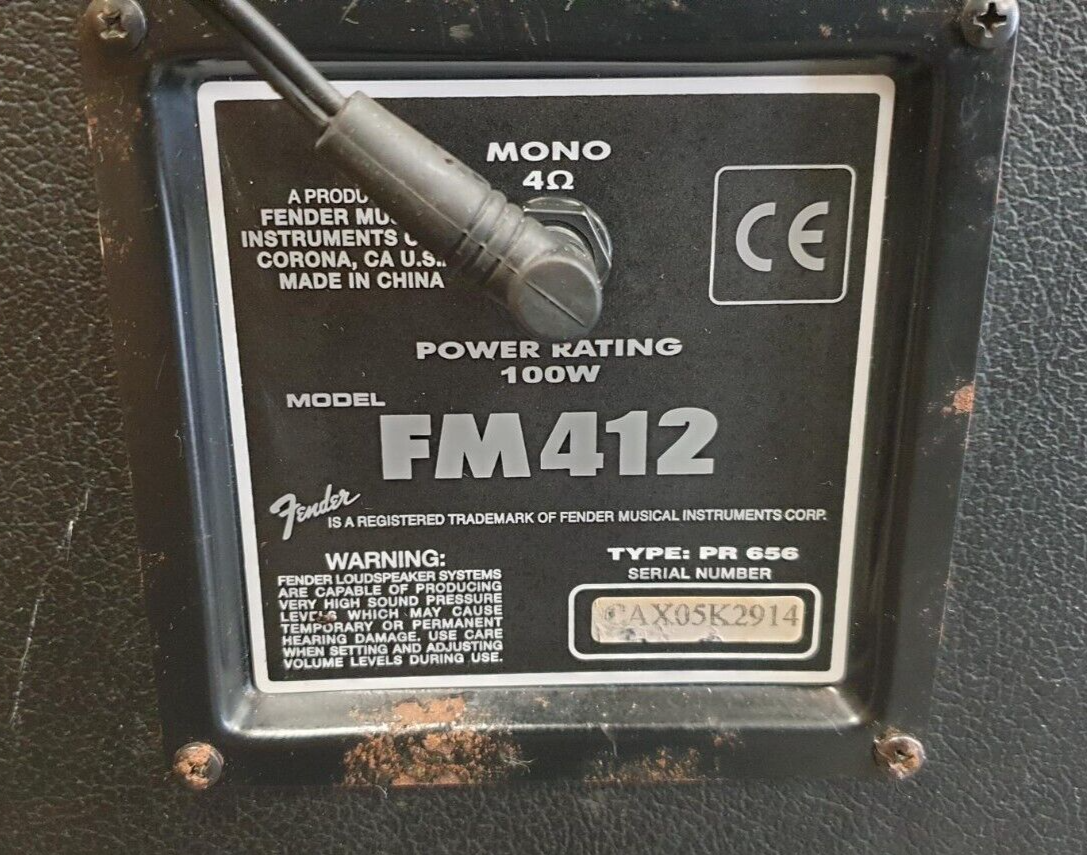 MONO
4Ω
A PRODU
FENDER MUS
INSTRUMENTS
CORONA, CA U.S.
MADE IN CHINA
CE
POWER RATING
100W
MODEL
FM412
Fender
IS A REGISTERED TRADEMARK OF FENDER MUSICAL INSTRUMENTS CORP.
WARNING:
FENDER LOUDSPEAKER SYSTEMS
ARE CAPABLE OF PRODUCING
VERY HIGH SOUND PRESSURE
LEVELS WHICH MAY CAUSE
TEMPORARY OR PERMANENT
HEARING DAMAGE. USE CARE
WHEN SETTING AND ADJUSTING
VOLUME LEVELS DURING USE.
TYPE: PR 656
SERIAL NUMBER
CAX05K2914